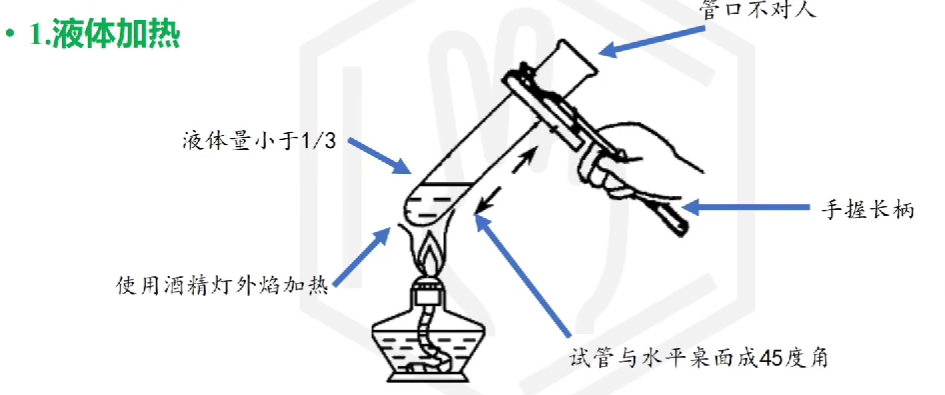 管口不对人
• 1.液体加热
液体量小于1/3
手握长柄
使用酒精灯外焰加热
试管与水平桌面成45度角